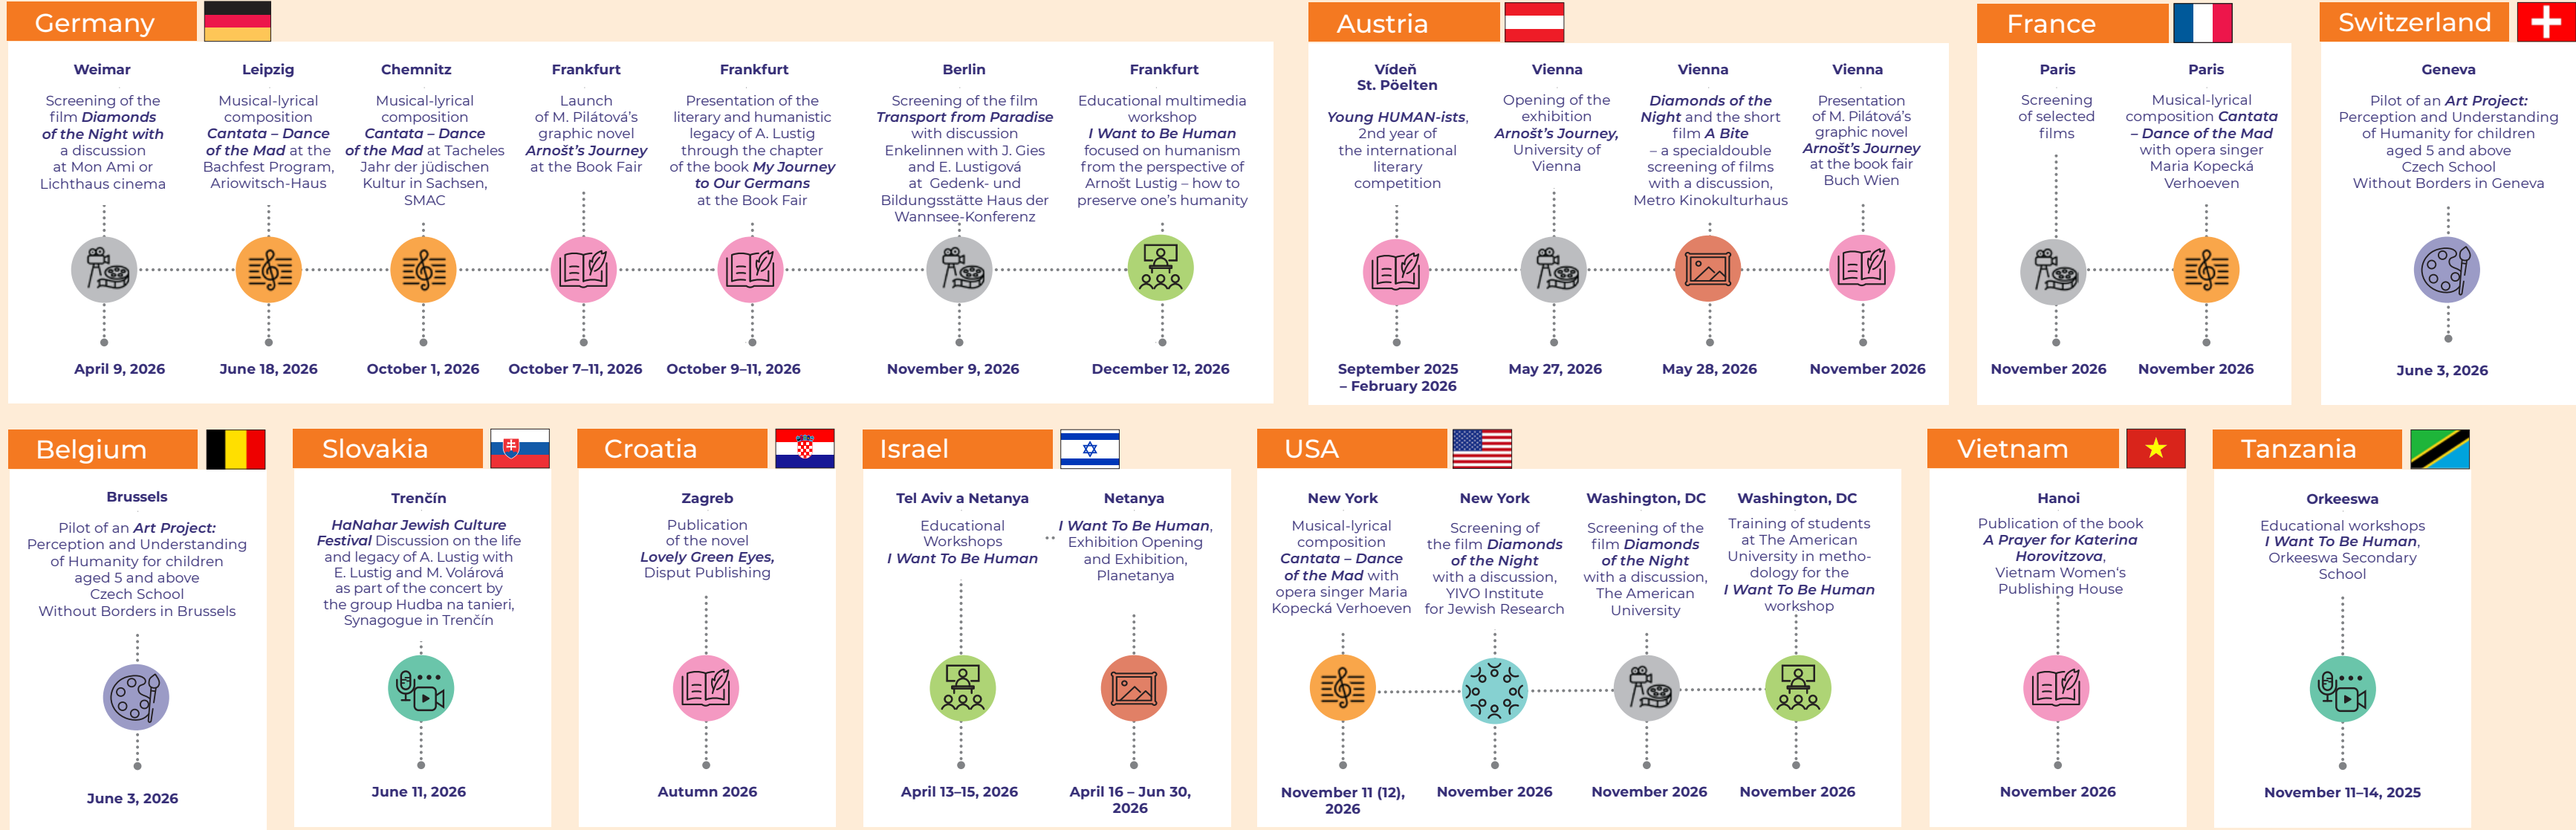 Germany
Weimar
Screening of the
film Diamonds
of the Night with
a discussion
at Mon Ami or
Lichthaus cinema
April 9, 2026
Leipzig
Musical-lyrical
composition
Cantata – Dance
of the Mad at the
Bachfest Program,
Ariowitsch-Haus
June 18, 2026
Chemnitz
Musical-lyrical
composition
Cantata – Dance
of the Mad at Tacheles
Jahr der jüdischen
Kultur in Sachsen,
SMAC
October 1, 2026
Frankfurt
Launch
of M. Pilátová's
graphic novel
Arnošt's Journey
at the Book Fair
October 7–11, 2026
Frankfurt
Presentation of the
literary and humanistic
legacy of A. Lustig
through the chapter
of the book My Journey
to Our Germans
at the Book Fair
October 9–11, 2026
Berlin
Screening of the film
Transport from Paradise
with discussion
Enkelinnen with J. Gies
and E. Lustigová
at Gedenk- und
Bildungsstätte Haus der
Wannsee-Konferenz
November 9, 2026
Frankfurt
Educational multimedia
workshop
I Want to Be Human
focused on humanism
from the perspective of
Arnošt Lustig – how to
preserve one's humanity
December 12, 2026
Austria
Vídeň
St. Pöelten
Young HUMAN-ists,
2nd year of
the international
literary
competition
September 2025
– February 2026
Vienna
Opening of the
exhibition
Arnošt's Journey,
University of
Vienna
May 27, 2026
Vienna
Diamonds of the
Night and the short
film A Bite
– a specialdouble
screening of films
with a discussion,
Metro Kinokulturhaus
May 28, 2026
Vienna
Presentation
of M. Pilátová's
graphic novel
Arnošt's Journey
at the book fair
Buch Wien
November 2026
France
Paris
Screening
of selected
films
November 2026
Paris
Musical-lyrical
composition Cantata
– Dance of the Mad
with opera singer
Maria Kopecká
Verhoeven
November 2026
Switzerland
Geneva
Pilot of an Art Project:
Perception and Understanding
of Humanity for children
aged 5 and above
Czech School
Without Borders in Geneva
June 3, 2026
Belgium
Brussels
Pilot of an Art Project:
Perception and Understanding
of Humanity for children
aged 5 and above
Czech School
Without Borders in Brussels
June 3, 2026
Slovakia
Trenčín
HaNahar Jewish Culture
Festival Discussion on the life
and legacy of A. Lustig with
E. Lustig and M. Volárová
as part of the concert by
the group Hudba na tanieri,
Synagogue in Trenčín
June 11, 2026
Croatia
Zagreb
Publication
of the novel
Lovely Green Eyes,
Disput Publishing
Autumn 2026
Israel
Tel Aviv a Netanya
Educational
Workshops
I Want To Be Human
April 13–15, 2026
Netanya
I Want To Be Human,
Exhibition Opening
and Exhibition,
Planetanya
April 16 – Jun 30,
2026
USA
New York
Musical-lyrical
composition
Cantata – Dance
of the Mad with
opera singer Maria
Kopecká Verhoeven
November 11 (12),
2026
New York
Screening of
the film Diamonds
of the Night
with a discussion,
YIVO Institute
for Jewish Research
November 2026
Washington, DC
Screening of the
film Diamonds
of the Night
with a discussion,
The American
University
November 2026
Washington, DC
Training of students
at The American
University in metho-
dology for the
I Want To Be Human
workshop
November 2026
Vietnam
Hanoi
Publication of the book
A Prayer for Katerina
Horovitzova,
Vietnam Women's
Publishing House
November 2026
Tanzania
Orkeeswa
Educational workshops
I Want To Be Human,
Orkeeswa Secondary
School
November 11–14, 2025